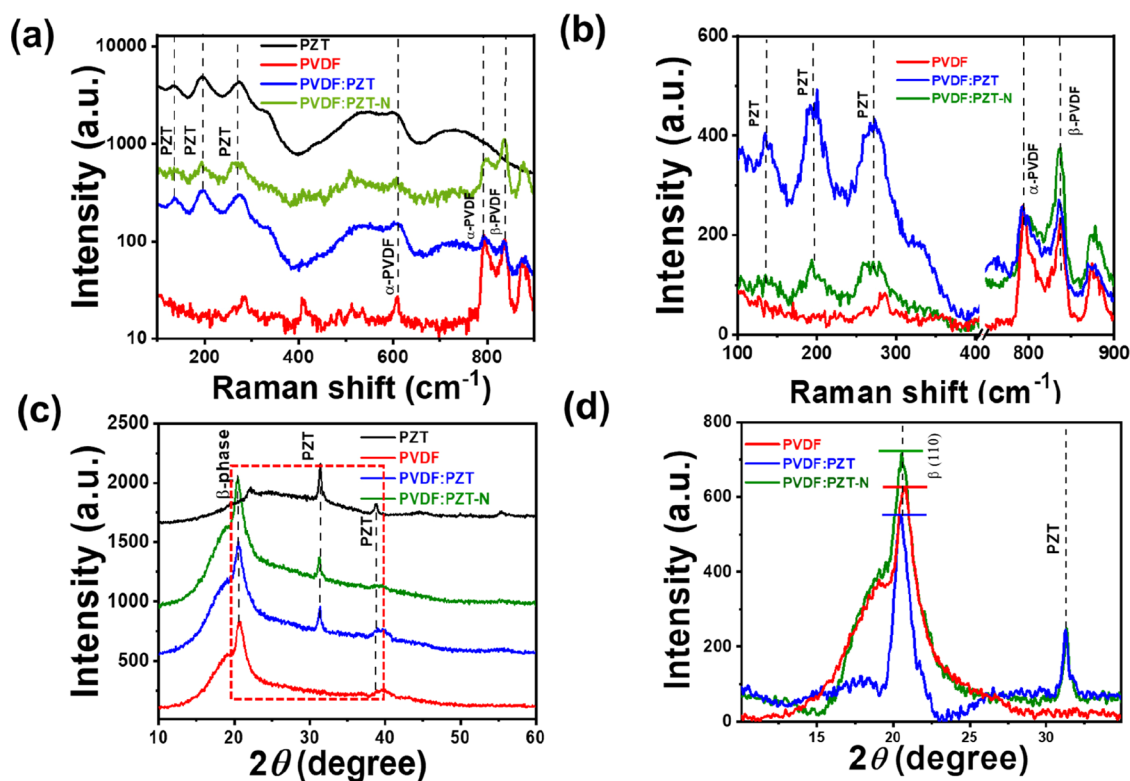 (a)
PZT
PVDF
PVDF:PZT
PVDF:PZT-N
PZT
PZT
PZT
α-PVDF
α-PVDF
β-PVDF
10000
1000
100
10
Intensity (a.u.)
200
400
600
800
Raman shift (cm-1)
(b)
PVDF
PVDF:PZT
PVDF:PZT-N
PZT
PZT
PZT
α-PVDF
β-PVDF
600
400
200
0
Intensity (a.u.)
100
200
300
400
800
900
Raman shift (cm-1)
(c)
PZT
PVDF
PVDF:PZT
PVDF:PZT-N
β-phase
PZT
PZT
2500
2000
1500
1000
500
Intensity (a.u.)
10
20
30
40
50
60
2θ (degree)
(d)
PVDF
PVDF:PZT
PVDF:PZT-N
β (110)
PZT
800
600
400
200
0
Intensity (a.u.)
15
20
25
30
2θ (degree)